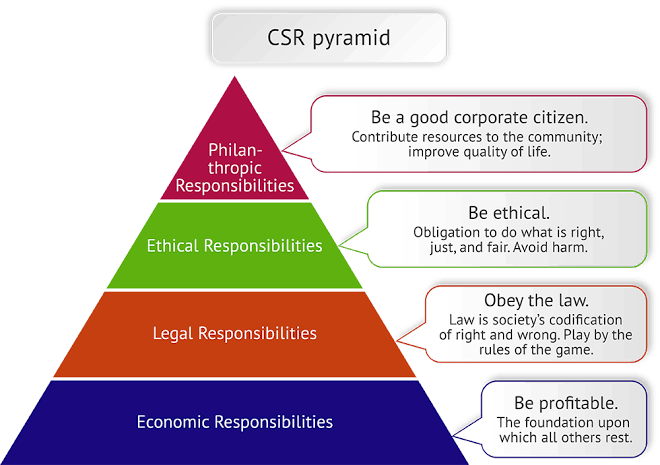 CSR pyramid
Philan-
thropic
Responsibilities
Be a good corporate citizen.
Contribute resources to the community;
improve quality of life.
Ethical Responsibilities
Be ethical.
Obligation to do what is right,
just, and fair. Avoid harm.
Legal Responsibilities
Obey the law.
Law is society’s codification
of right and wrong. Play by the
rules of the game.
Economic Responsibilities
Be profitable.
The foundation upon
which all others rest.